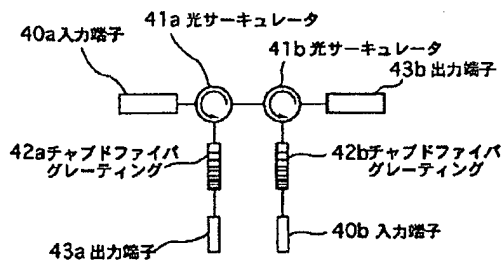 41a 光サーキュレータ
40a入力端子
41b 光サーキュレータ
43b 出力端子
42aチャプドファイバ
グレーティング
42bチャプドファイバ
グレーティング
43a 出力端子
40b 入力端子